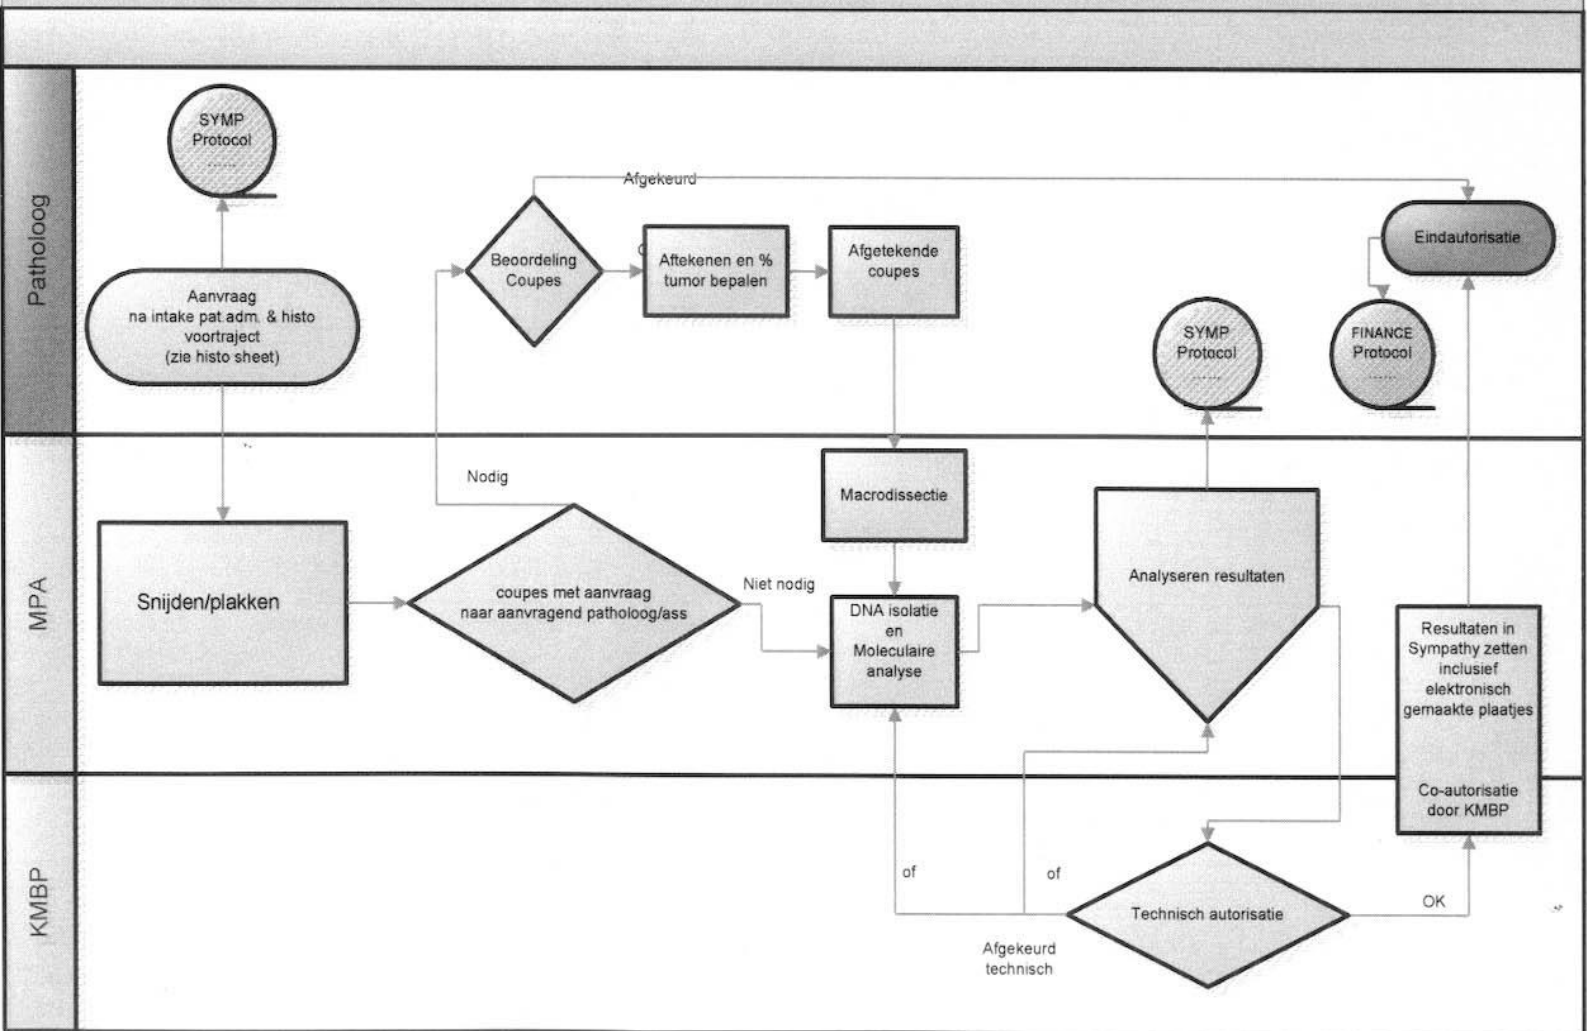 Patholoog
SYMP
Protocol
......
Aanvraag
na intake pat adm. & histo
voortraject
(zie histo sheet)
Afgekeurd
Beoordeling
Coupes
Aftekenen en %
tumor bepalen
Afgetekende
coupes
Eindautorisatie
SYMP
Protocol
......
FINANCE
Protocol
......
MPA
Snijden/plakken
Nodig
coupes met aanvraag
naar aanvragend patholoog/ass
Niet nodig
Macrodissectie
DNA isolatie
en
Moleculaire
analyse
Analyseren resultaten
Resultaten in
Sympathy zetten
inclusief
elektronisch
gemaakte plaatjes
Co-autorisatie
door KMBP
KMBP
of
of
Technisch autorisatie
OK
Afgekeurd
technisch